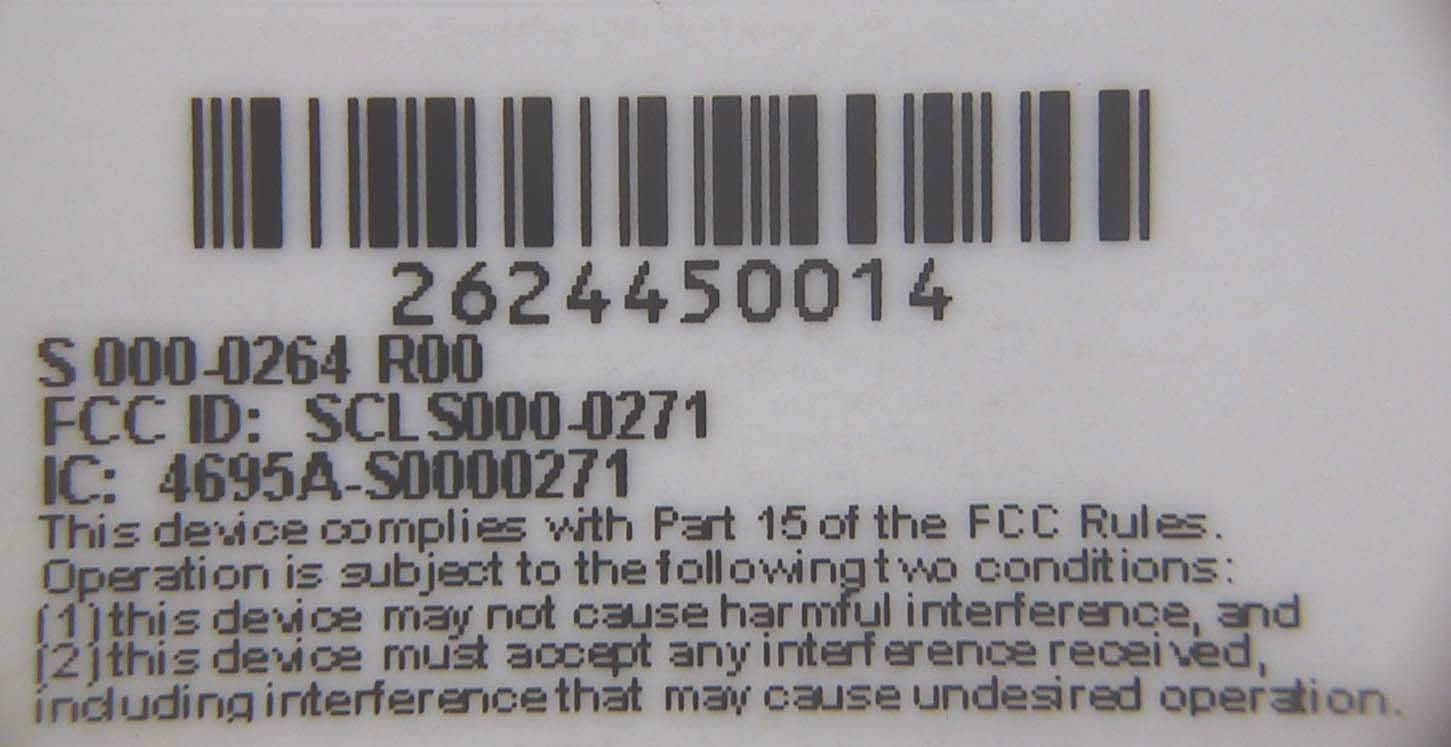 2624450014
S 000-0264 R00
FCC ID: SCLS000-0271
IC: 4695A-S0000271
This device complies with Part 15 of the FCC Rules.
Operation is subject to the following two conditions:
(1)this device may not cause harmful interference, and
(2)this device must accept any interference received,
including interference that may cause undesired operation.